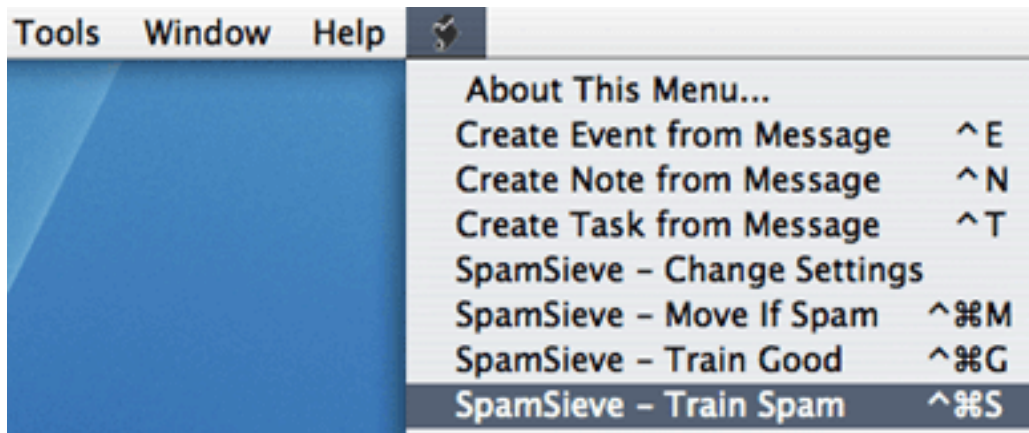 Tools Window Help
About This Menu...
Create Event from Message ^E
Create Note from Message ^N
Create Task from Message ^T
SpamSieve – Change Settings
SpamSieve – Move If Spam ^⌘M
SpamSieve – Train Good ^⌘G
SpamSieve – Train Spam ^⌘S